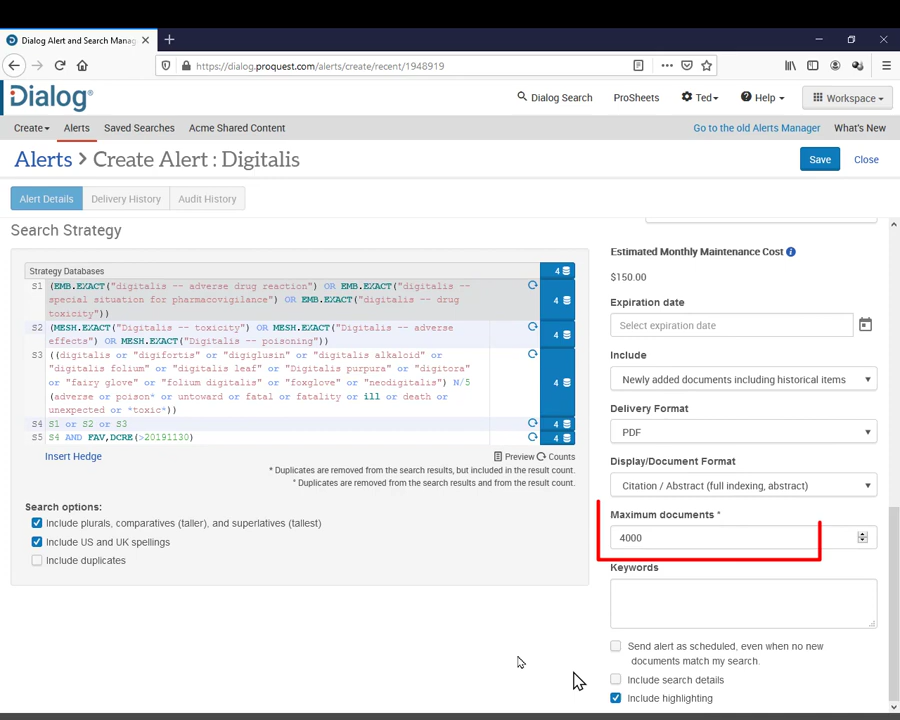 Dialog Alert and Search Manag
https://dialog.proquest.com/alerts/create/recent/1948919
Dialog®
Dialog Search
ProSheets
Ted
Help
Workspace
Create
Alerts
Saved Searches
Acme Shared Content
Go to the old Alerts Manager
What's New
Alerts > Create Alert : Digitalis
Save
Close
Alert Details
Delivery History
Audit History
Search Strategy
Strategy Databases
4
S1 (EMB.EXACT("digitalis -- adverse drug reaction") OR EMB.EXACT("digitalis --
special situation for pharmacovigilance") OR EMB.EXACT("digitalis -- drug
toxicity"))
4
S2 (MESH.EXACT("Digitalis -- toxicity") OR MESH.EXACT("Digitalis -- adverse
effects") OR MESH.EXACT("Digitalis -- poisoning"))
4
S3 ((digitalis or "digifortis" or "digiglusin" or "digitalis alkaloid" or
"digitalis folium" or "digitalis leaf" or "Digitalis purpura" or "digitora"
or "fairy glove" or "folium digitalis" or "foxglove" or "neodigitalis") N/5
(adverse or poison* or untoward or fatal or fatality or ill or death or
unexpected or *toxic*))
4
S4 S1 or S2 or S3
4
S5 S4 AND FAV,DCRE(>20191130)
4
Insert Hedge
Preview
Counts
* Duplicates are removed from the search results, but included in the result count.
° Duplicates are removed from the search results and from the result count.
Search options:
Include plurals, comparatives (taller), and superlatives (tallest)
Include US and UK spellings
Include duplicates
Estimated Monthly Maintenance Cost
$150.00
Expiration date
Select expiration date
Include
Newly added documents including historical items
Delivery Format
PDF
Display/Document Format
Citation / Abstract (full indexing, abstract)
Maximum documents *
4000
Keywords
Send alert as scheduled, even when no new
documents match my search.
Include search details
Include highlighting